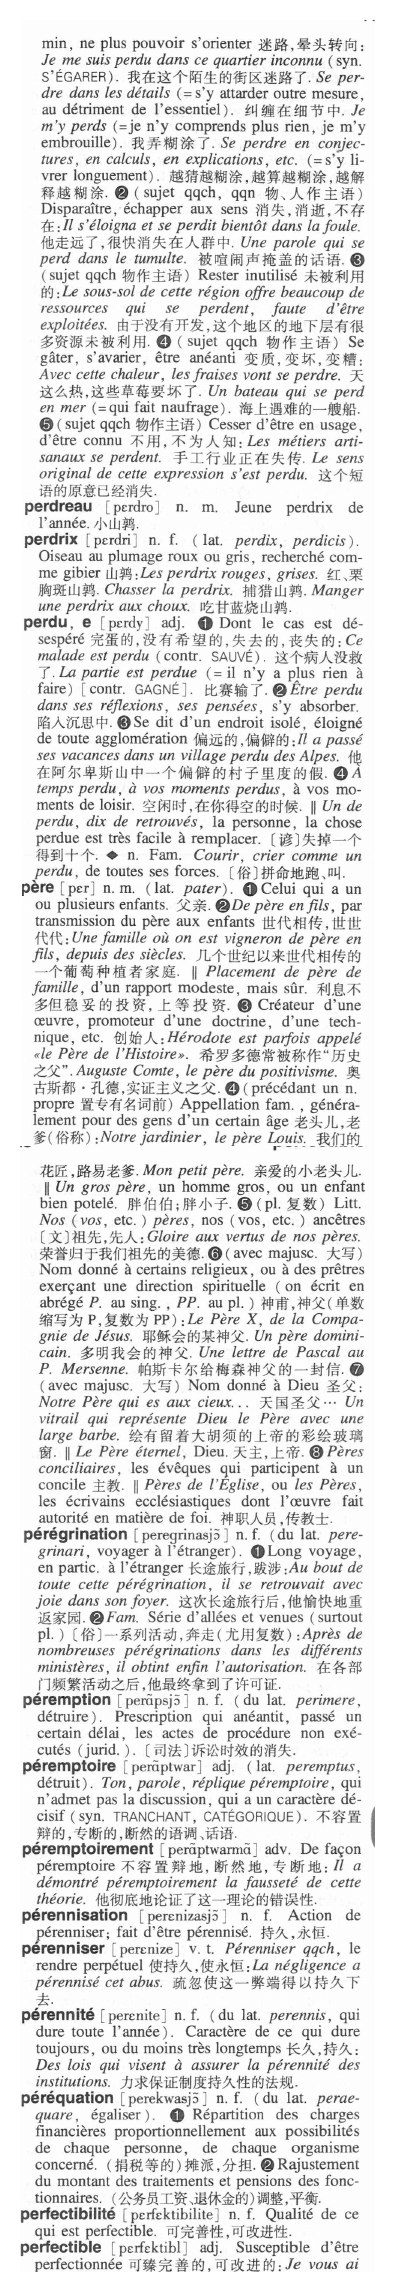 min, ne plus pouvoir s'orienter 迷路,晕头转向:
Je me suis perdu dans ce quartier inconnu (syn.
S'ÉGARER). 我在这个陌生的街区迷路了. Se per-
dre dans les détails (=s'y attarder outre mesure,
au détriment de l'essentiel). 纠缠在细节中. Je
m'y perds (=je n'y comprends plus rien, je m'y
embrouille). 我弄糊涂了. Se perdre en conjec-
tures, en calculs, en explications, etc. (=s'y li-
vrer longuement). 越猜越糊涂,越算越糊涂,越解
释越糊涂. ❷ (sujet qqch, qqn 物、人作主语)
Disparaître, échapper aux sens 消失,消逝,不存
在:Il s'éloigna et se perdit bientôt dans la foule.
他走远了,很快消失在人群中. Une parole qui se
perd dans le tumulte. 被喧闹声掩盖的话语. ❸
(sujet qqch 物作主语) Rester inutilisé 未被利用
的:Le sous-sol de cette région offre beaucoup de
ressources qui se perdent, faute d'être
exploitées. 由于没有开发,这个地区的地下层有很
多资源未被利用. ❹ (sujet qqch 物作主语) Se
gâter, s'avarier, être anéanti 变质,变坏,变糟:
Avec cette chaleur, les fraises vont se perdre. 天
这么热,这些草莓要坏了. Un bateau qui se perd
en mer (=qui fait naufrage). 海上遇难的一艘船.
❺ (sujet qqch 物作主语) Cesser d'être en usage,
d'être connu 不用,不为人知: Les métiers arti-
sanaux se perdent. 手工行业正在失传. Le sens
original de cette expression s'est perdu. 这个短
语的原意已经消失.
perdreau [pɛrdro] n. m. Jeune perdrix de
l'année. 小山鹑.
perdrix [pɛrdri] n. f. (lat. perdix, perdicis).
Oiseau au plumage roux ou gris, recherché com-
me gibier 山鹑:Les perdrix rouges, grises. 红、栗
胸斑山鹑. Chasser la perdrix. 捕猎山鹑. Manger
une perdrix aux choux. 吃甘蓝烧山鹑.
perdu, e [pɛrdy] adj. ❶ Dont le cas est dé-
sespéré 完蛋的,没有希望的,失去的,丧失的: Ce
malade est perdu (contr. SAUVÉ). 这个病人没救
了. La partie est perdue (= il n'y a plus rien à
faire) [contr. GAGNÉ]. 比赛输了. ❷ Être perdu
dans ses réflexions, ses pensées, s'y absorber.
陷入沉思中. ❸ Se dit d'un endroit isolé, éloigné
de toute agglomération 偏远的,偏僻的:Il a passé
ses vacances dans un village perdu des Alpes. 他
在阿尔卑斯山中一个偏僻的村子里度的假. ❹ À
temps perdu, à vos moments perdus, à vos mo-
ments de loisir. 空闲时,在你得空的时候. ‖ Un de
perdu, dix de retrouvés, la personne, la chose
perdue est très facile à remplacer. [谚]失掉一个
得到十个. ◆ n. Fam. Courir, crier comme un
perdu, de toutes ses forces. [俗]拼命地跑、叫.
père [pɛr] n. m. (lat. pater). ❶ Celui qui a un
ou plusieurs enfants. 父亲. ❷ De père en fils, par
transmission du père aux enfants 世代相传,世世
代代:Une famille où on est vigneron de père en
fils, depuis des siècles. 几个世纪以来世代相传的
一个葡萄种植者家庭. ‖ Placement de père de
famille, d'un rapport modeste, mais sûr. 利息不
多但稳妥的投资,上等投资. ❸ Créateur d'une
œuvre, promoteur d'une doctrine, d'une tech-
nique, etc. 创始人: Hérodote est parfois appelé
«le Père de l'Histoire». 希罗多德常被称作“历史
之父”. Auguste Comte, le père du positivisme. 奥
古斯都·孔德,实证主义之父. ❹ (précédant un n.
propre 置专有名词前) Appellation fam. , généra-
lement pour des gens d'un certain âge 老头儿,老
爹(俗称):Notre jardinier, le père Louis. 我们的
花匠,路易老爹. Mon petit père. 亲爱的小老头儿.
‖ Un gros père, un homme gros, ou un enfant
bien potelé. 胖伯伯;胖小子. ❺ (pl. 复数) Litt.
Nos (vos, etc.) pères, nos (vos, etc.) ancêtres
[文]祖先,先人: Gloire aux vertus de nos pères.
荣誉归于我们祖先的美德. ❻ (avec majusc. 大写)
Nom donné à certains religieux, ou à des prêtres
exerçant une direction spirituelle (on écrit en
abrégé P. au sing. , PP. au pl.) 神甫,神父(单数
缩写为 P,复数为 PP):Le Père X, de la Compa-
gnie de Jésus. 耶稣会的某神父. Un père domini-
cain. 多明我会的神父. Une lettre de Pascal au
P. Mersenne. 帕斯卡尔给梅森神父的一封信. ❼
(avec majusc. 大写) Nom donné à Dieu 圣父:
Notre Père qui es aux cieux... 天国圣父… Un
vitrail qui représente Dieu le Père avec une
large barbe. 绘有留着大胡须的上帝的彩绘玻璃
窗. ‖ Le Père éternel, Dieu. 天主,上帝. ❽ Pères
conciliaires, les évêques qui participent à un
concile 主教. ‖ Pères de l'Église, ou les Pères,
les écrivains ecclésiastiques dont l'œuvre fait
autorité en matière de foi. 神职人员,传教士.
pérégrination [peregrinasjɔ̃] n. f. (du lat. pere-
grinari, voyager à l'étranger). ❶ Long voyage,
en partic. à l'étranger 长途旅行,跋涉:Au bout de
toute cette pérégrination, il se retrouvait avec
joie dans son foyer. 这次长途旅行后,他愉快地重
返家园. ❷ Fam. Série d'allées et venues (surtout
pl.) [俗]一系列活动,奔走(尤用复数):Après de
nombreuses pérégrinations dans les différents
ministères, il obtint enfin l'autorisation. 在各部
门频繁活动之后,他最终拿到了许可证.
péremption [perɑ̃psjɔ̃] n. f. (du lat. perimere,
détruire). Prescription qui anéantit, passé un
certain délai, les actes de procédure non exé-
cutés (jurid.). [司法]诉讼时效的消失.
péremptoire [perɑ̃ptwar] adj. (lat. peremptus,
détruit). Ton, parole, réplique péremptoire, qui
n'admet pas la discussion, qui a un caractère dé-
cisif (syn. TRANCHANT, CATÉGORIQUE). 不容置
辩的,专断的,断然的语调、话语.
péremptoirement [perɑ̃ptwarmɑ̃] adv. De façon
péremptoire 不容置辩地,断然地,专断地: Il a
démontré péremptoirement la fausseté de cette
théorie. 他彻底地论证了这一理论的错误性.
pérennisation [perɛnizasjɔ̃] n. f. Action de
pérenniser; fait d'être pérennisé. 持久,永恒.
pérenniser [perɛnize] v. t. Pérenniser qqch, le
rendre perpétuel 使持久,使永恒:La négligence a
pérennisé cet abus. 疏忽使这一弊端得以持久下
去.
pérennité [perɛnite] n. f. (du lat. perennis, qui
dure toute l'année). Caractère de ce qui dure
toujours, ou du moins très longtemps 长久,持久:
Des lois qui visent à assurer la pérennité des
institutions. 力求保证制度持久性的法规.
péréquation [perekwasjɔ̃] n. f. (du lat. perae-
quare, égaliser). ❶ Répartition des charges
financières proportionnellement aux possibilités
de chaque personne, de chaque organisme
concerné. (捐税等的)摊派,分担. ❷ Rajustement
du montant des traitements et pensions des fonc-
tionnaires. (公务员工资、退休金的)调整,平衡.
perfectibilité [pɛrfɛktibilite] n. f. Qualité de ce
qui est perfectible. 可完善性,可改进性.
perfectible [pɛrfɛktibl] adj. Susceptible d'être
perfectionnée 可臻完善的,可改进的: Je vous ai